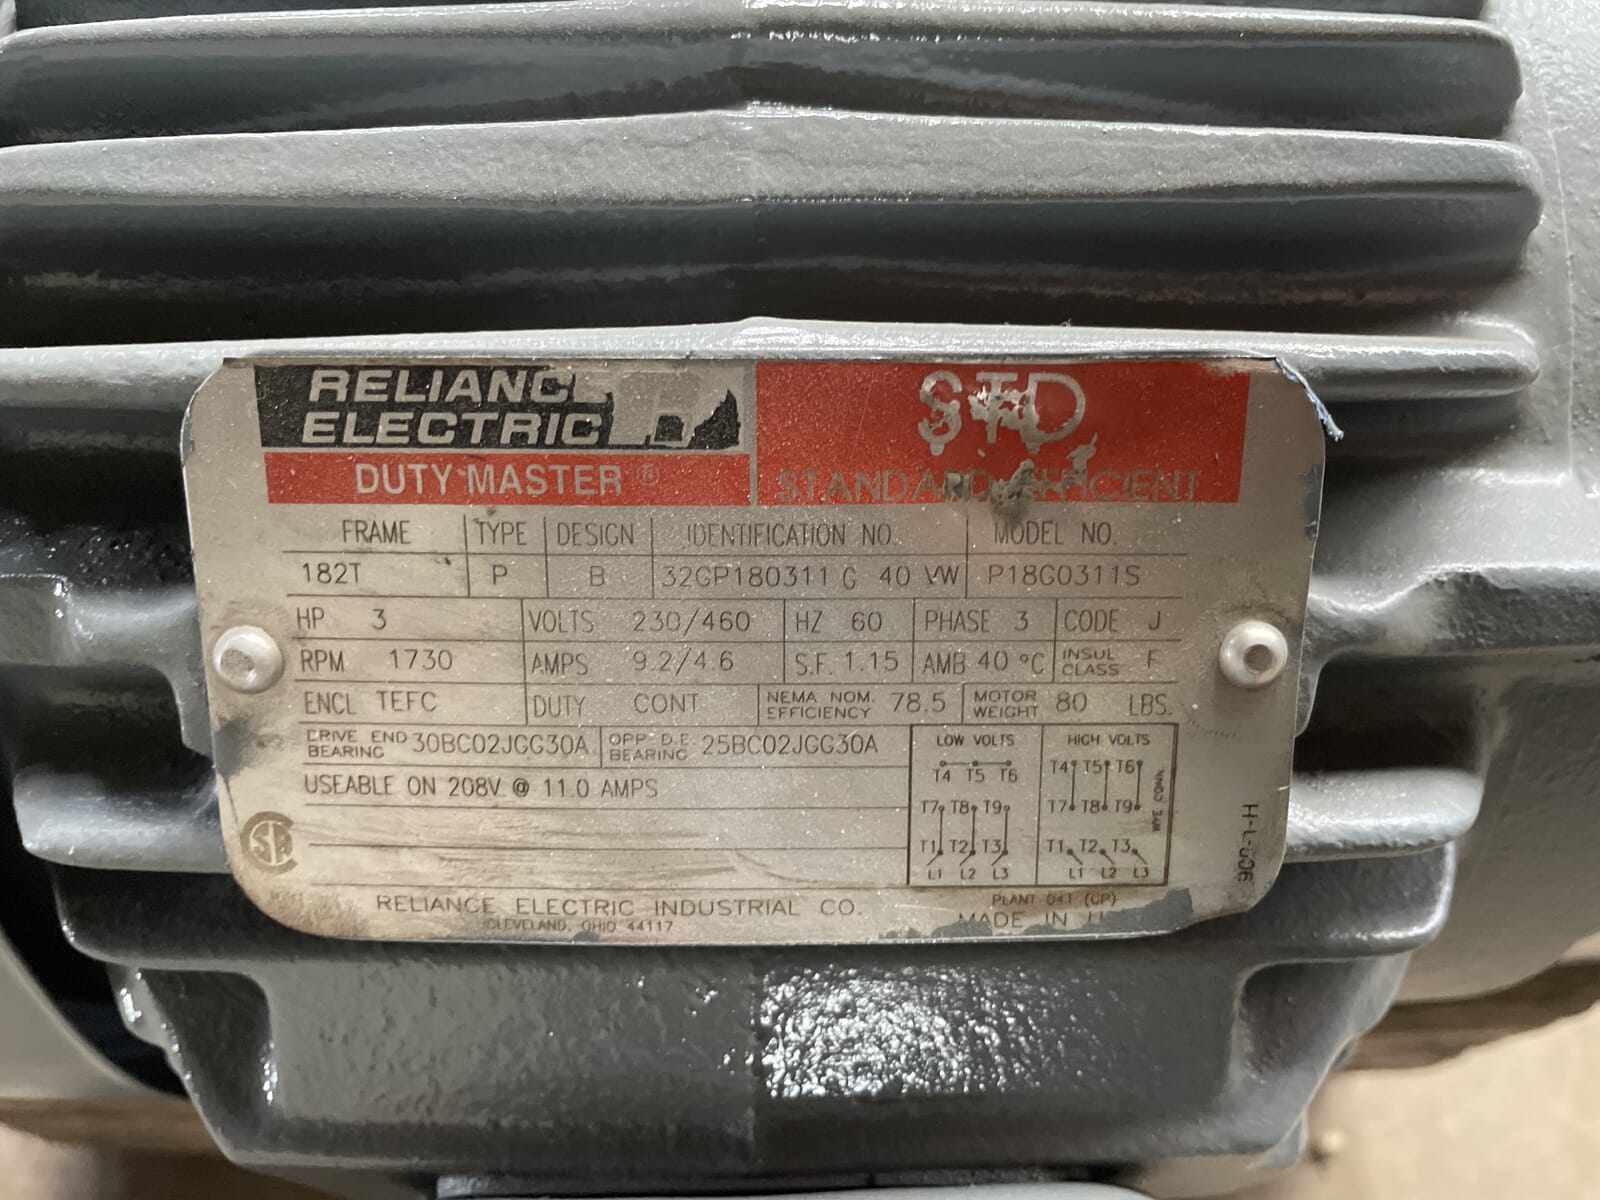 RELIANCE
ELECTRIC
DUTY MASTER ®
STD
STANDARD EFFICIENT
FRAME TYPE DESIGN IDENTIFICATION NO. MODEL NO.
182T P B 32GP180311 G 40 VW P18G0311S
HP 3 VOLTS 230/460 HZ 60 PHASE 3 CODE J
RPM 1730 AMPS 9.2/4.6 S.F. 1.15 AMB 40 °C INSUL CLASS F
ENCL TEFC DUTY CONT NEMA NOM. EFFICIENCY 78.5 MOTOR WEIGHT 80 LBS.
DRIVE END BEARING 30BC02JGG30A OPP D.E. BEARING 25BC02JGG30A
USEABLE ON 208V @ 11.0 AMPS
LOW VOLTS HIGH VOLTS
T4 T5 T6 T4 T5 T6
T7 T8 T9 T7 T8 T9
T1 T2 T3 T1 T2 T3
L1 L2 L3 L1 L2 L3
RELIANCE ELECTRIC INDUSTRIAL CO.
CLEVELAND, OHIO 44117
PLANT 041 (CP)
MADE IN